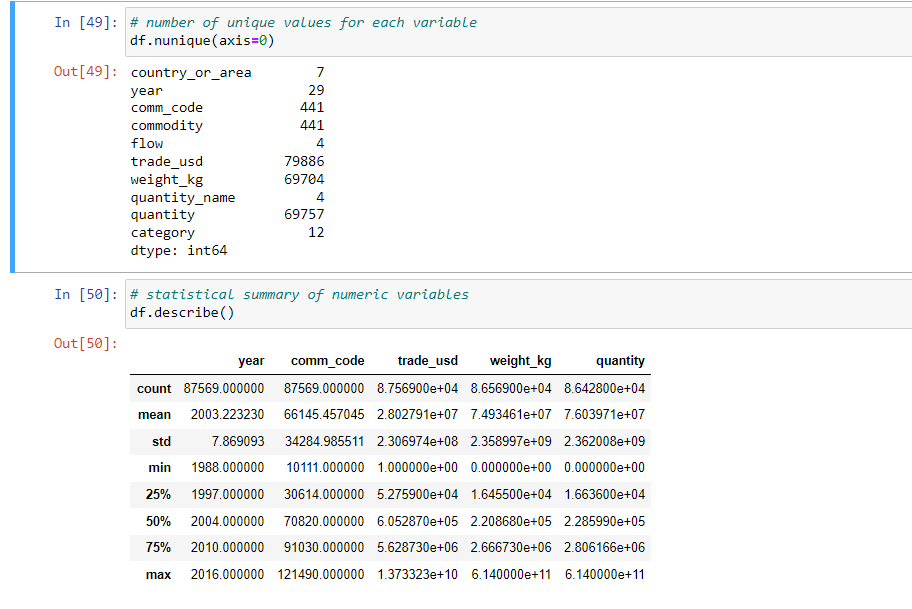 In [49]: # number of unique values for each variable
df.nunique(axis=0)
Out[49]: country_or_area 7
year 29
comm_code 441
commodity 441
flow 4
trade_usd 79886
weight_kg 69704
quantity_name 4
quantity 69757
category 12
dtype: int64
In [50]: # statistical summary of numeric variables
df.describe()
Out[50]:
year comm_code trade_usd weight_kg quantity
count 87569.000000 87569.000000 8.756900e+04 8.656900e+04 8.642800e+04
mean 2003.223230 66145.457045 2.802791e+07 7.493461e+07 7.603971e+07
std 7.869093 34284.985511 2.306974e+08 2.358997e+09 2.362008e+09
min 1988.000000 10111.000000 1.000000e+00 0.000000e+00 0.000000e+00
25% 1997.000000 30614.000000 5.275900e+04 1.645500e+04 1.663600e+04
50% 2004.000000 70820.000000 6.052870e+05 2.208680e+05 2.285990e+05
75% 2010.000000 91030.000000 5.628730e+06 2.666730e+06 2.806166e+06
max 2016.000000 121490.000000 1.373323e+10 6.140000e+11 6.140000e+11